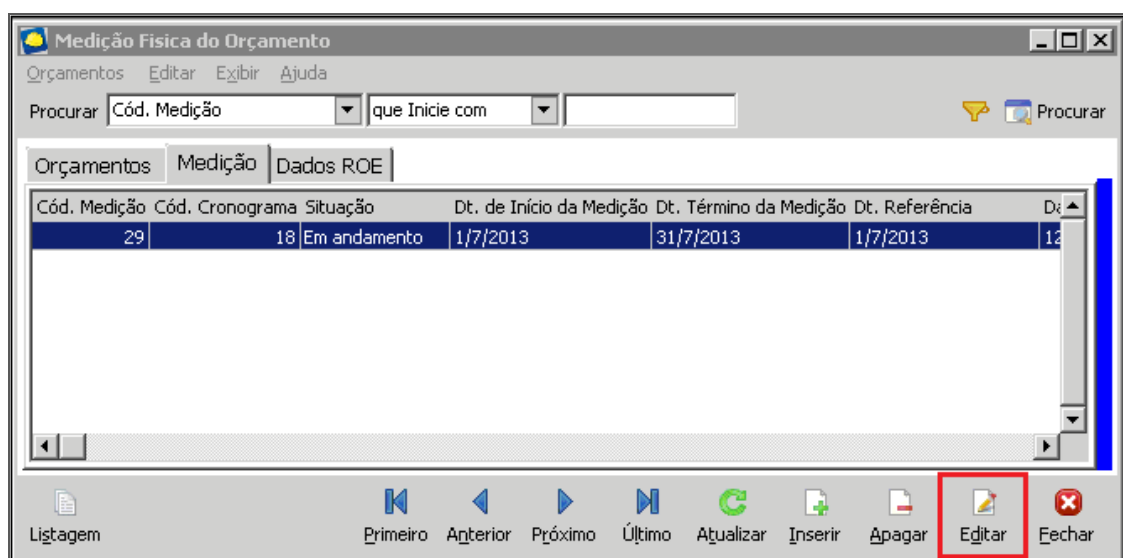 Medição Fisica do Orçamento
Orçamentos Editar Exibir Ajuda
Procurar Cód. Medição que Inicie com Procurar
Orçamentos Medição Dados ROE
Cód. Medição Cód. Cronograma Situação Dt. de Início da Medição Dt. Término da Medição Dt. Referência
29 18 Em andamento 1/7/2013 31/7/2013 1/7/2013 12
Listagem Primeiro Anterior Próximo Último Atualizar Inserir Apagar Editar Fechar